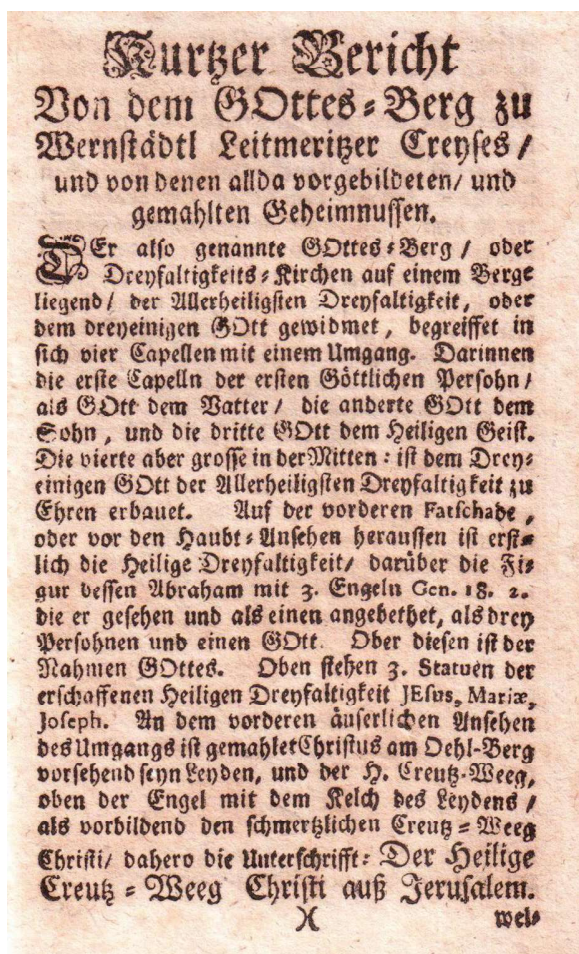 Kurtzer Bericht
Von dem GOttes-Berg zu
Wernstädtl Leitmeritzer Creyses /
und von denen allda vorgebildeten/ und
gemahlten Geheimnussen.
DEr also genannte GOttes-Berg / oder
Dreyfaltigkeits-Kirchen auf einem Berge
liegend/ der Allerheiligsten Dreyfaltigkeit, oder
dem dreyeinigen GOtt gewidmet, begreiffet in
sich vier Capellen mit einem Umgang. Darinnen
die erste Capelln der ersten Göttlichen Persohn/
als GOtt dem Vatter/ die anderte GOtt dem
Sohn, und die dritte GOtt dem Heiligen Geist.
Die vierte aber grosse in der Mitten: ist dem Drey-
einigen GOtt der Allerheiligsten Dreyfaltigkeit zu
Ehren erbauet. Auf der vorderen Fatschade,
oder vor den Haubt-Ansehen heraussen ist erst-
lich die Heilige Dreyfaltigkeit/ darüber die Fi-
gur dessen Abraham mit 3. Engeln Gen. 18. 2.
die er gesehen und als einen angebethet, als drey
Persohnen und einen GOtt. Ober diesen ist der
Nahmen GOttes. Oben stehen 3. Statuen der
erschaffenen Heiligen Dreyfaltigkeit JEsus, Mariæ,
Joseph. An dem vorderen äuserlichen Ansehen
des Umgangs ist gemahlet Christus am Oehl-Berg
vorsehend seyn Leyden, und der H. Creutz-Weeg,
oben der Engel mit dem Kelch des Leydens /
als vorbildend den schmertzlichen Creutz-Weeg
Christi/ dahero die Unterschrifft: Der Heilige
Creutz-Weeg Christi auß Jerusalem.
)( wel-